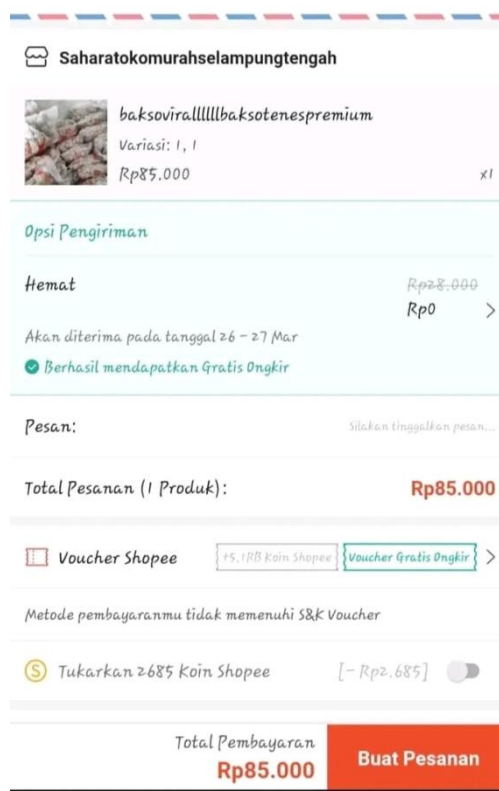 Saharatokomurahselampungtengah
baksoviralllllllbaksotenespremium
Variasi: 1, 1
Rp85.000
x1
Opsi Pengiriman
Hemat
Rp28.000
Rp0
Akan diterima pada tanggal 26 - 27 Mar
Berhasil mendapatkan Gratis Ongkir
Pesan:
Silakan tinggalkan pesan...
Total Pesanan (1 Produk):
Rp85.000
Voucher Shopee
+5,1RB Koin Shopee
Voucher Gratis Ongkir
Metode pembayaranmu tidak memenuhi S&K Voucher
S
Tukarkan 2685 Koin Shopee
[- Rp2.685]
Total Pembayaran
Rp85.000
Buat Pesanan